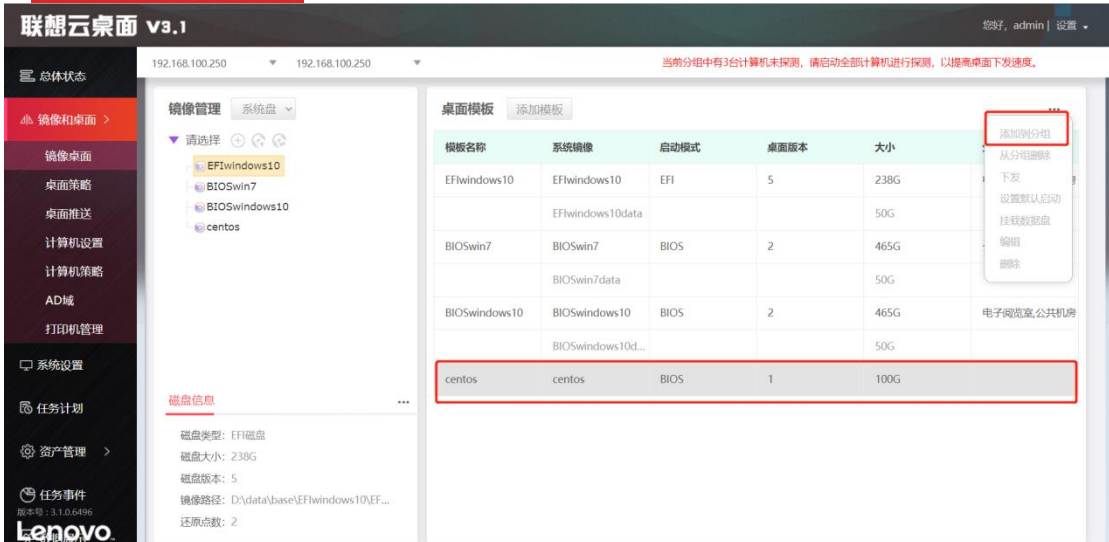 联想云桌面 V3.1
您好, admin | 设置
192.168.100.250 192.168.100.250 当前分组中有3台计算机未探测, 请启动全部计算机进行探测, 以提高桌面下发速度。
总体状态
镜像和桌面
镜像桌面
桌面策略
桌面推送
计算机设置
计算机策略
AD域
打印机管理
系统设置
任务计划
资产管理
任务事件
版本号 : 3.1.0.6496
Lenovo
镜像管理 系统盘
请选择
EFIwindows10
BIOSwin7
BIOSwindows10
centos
磁盘信息 ...
磁盘类型: EFI磁盘
磁盘大小: 238G
磁盘版本: 5
镜像路径: D:\data\base\EFIwindows10\EF...
还原点数: 2
桌面模板 添加模板 ...
模板名称 系统镜像 启动模式 桌面版本 大小
EFIwindows10 EFIwindows10 EFI 5 238G
EFIwindows10data 50G
BIOSwin7 BIOSwin7 BIOS 2 465G
BIOSwin7data 50G
BIOSwindows10 BIOSwindows10 BIOS 2 465G 电子阅览室,公共机房
BIOSwindows10d... 50G
centos centos BIOS 1 100G
添加到分组
从分组删除
下发
设置默认启动
挂载数据盘
编辑
删除